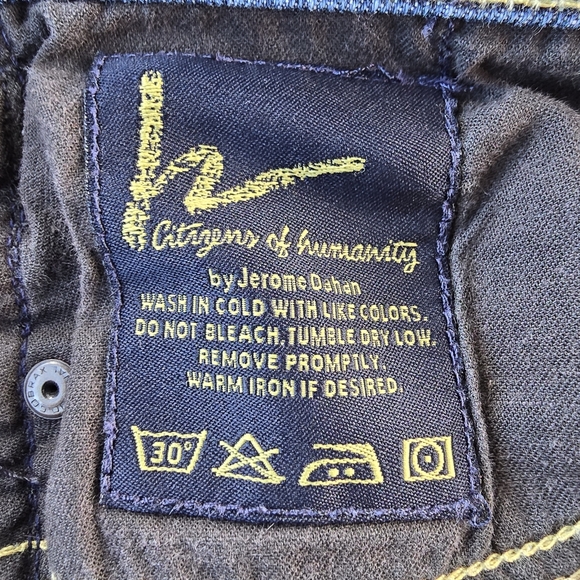 h
Citizens of humanity
by Jerome Dahan
WASH IN COLD WITH LIKE COLORS.
DO NOT BLEACH, TUMBLE DRY LOW.
REMOVE PROMPTLY.
WARM IRON IF DESIRED.
30°
COBRAX